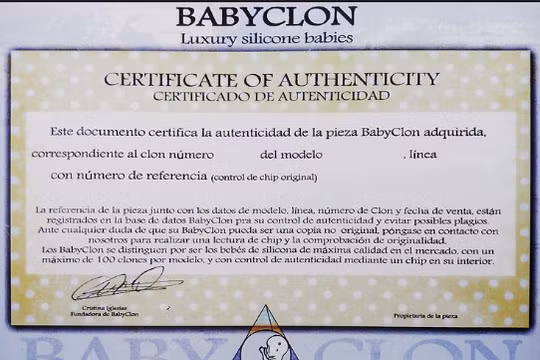 BABYCLON
Luxury silicone babies
CERTIFICATE OF AUTHENTICITY
CERTIFICADO DE AUTENTICIDAD
Este documento certifica la autenticidad de la pieza BabyClon adquirida,
correspondiente al clon número del modelo , línea
con número de referencia (control de chip original)
La referencia de la pieza junto con los datos de modelo, línea, número de Clon y fecha de venta, están
registrados en la base de datos BabyClon pra su control de autenticidad y evitar posibles plagios.
Ante cualquier duda de que su BabyClon pueda ser una copia no original, póngase en contacto con
nosotros para realizar una lectura de chip y la comprobación de originalidad.
Los BabyClon se distinguen por ser los bebés de silicona de máxima calidad en el mercado, con un
máximo de 100 clones por modelo, y con control de autenticidad mediante un chip en su interior.
Cristina Iglesias
Fundadora de BabyClon
Propietaria de la pieza
BABY CLON